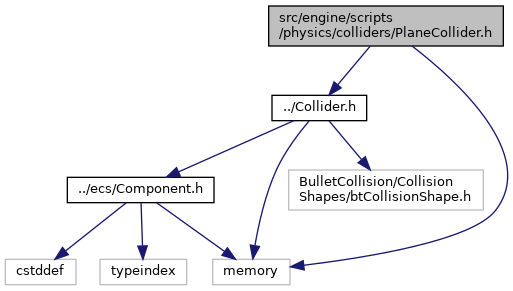 src/engine/scripts
/physics/colliders/PlaneCollider.h
../Collider.h
../ecs/Component.h
BulletCollision/Collision
Shapes/btCollisionShape.h
cstddef
typeindex
memory